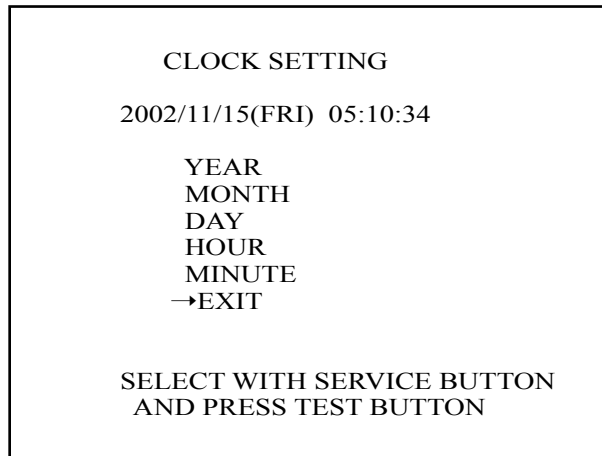 CLOCK SETTING
2002/11/15(FRI) 05:10:34
YEAR
MONTH
DAY
HOUR
MINUTE
→EXIT
SELECT WITH SERVICE BUTTON
AND PRESS TEST BUTTON